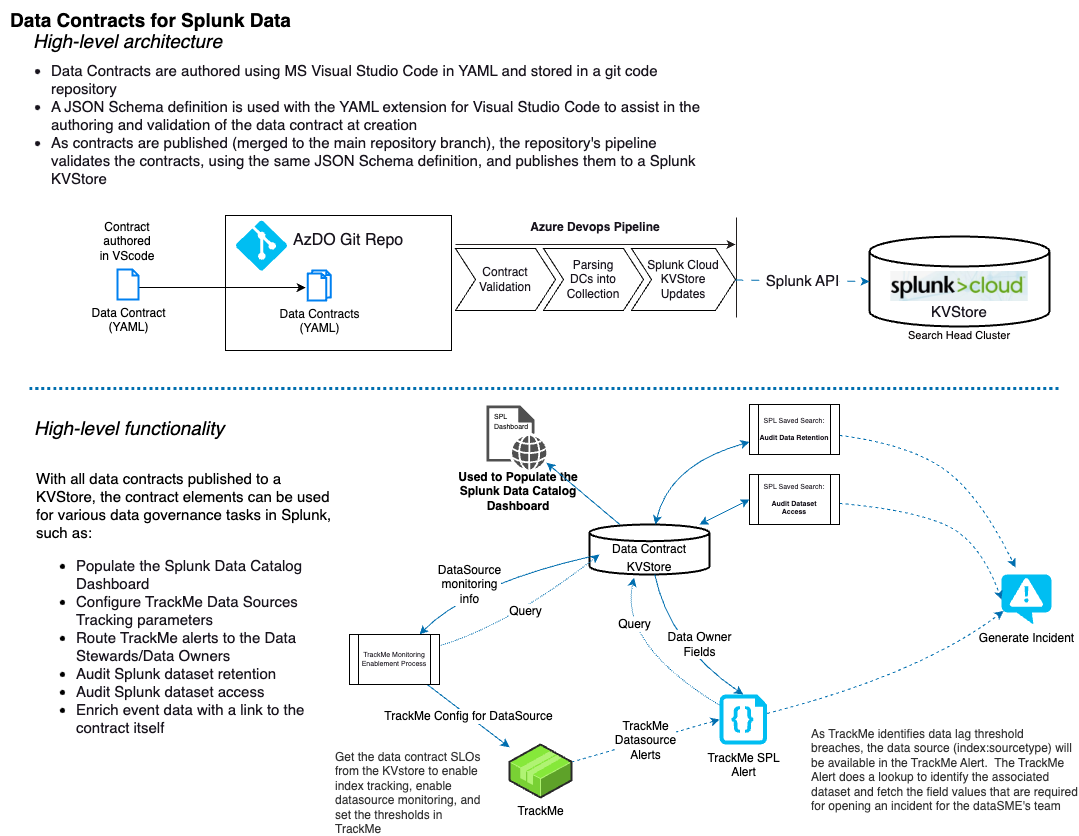 Data Contracts for Splunk Data
High-level architecture
• Data Contracts are authored using MS Visual Studio Code in YAML and stored in a git code
repository
• A JSON Schema definition is used with the YAML extension for Visual Studio Code to assist in the
authoring and validation of the data contract at creation
• As contracts are published (merged to the main repository branch), the repository's pipeline
validates the contracts, using the same JSON Schema definition, and publishes them to a Splunk
KVStore
Contract
authored
in VScode
Data Contract
(YAML)
AzDO Git Repo
Data Contracts
(YAML)
Azure Devops Pipeline
Contract
Validation
Parsing
DCs into
Collection
Splunk Cloud
KVStore
Updates
Splunk API
splunk>cloud
KVStore
Search Head Cluster
High-level functionality
With all data contracts published to a
KVStore, the contract elements can be used
for various data governance tasks in Splunk,
such as:
• Populate the Splunk Data Catalog
Dashboard
• Configure TrackMe Data Sources
Tracking parameters
• Route TrackMe alerts to the Data
Stewards/Data Owners
• Audit Splunk dataset retention
• Audit Splunk dataset access
• Enrich event data with a link to the
contract itself
SPL
Dashboard
Used to Populate the
Splunk Data Catalog
Dashboard
SPL Saved Search:
Audit Data Retention
SPL Saved Search:
Audit Dataset
Access
Data Contract
KVStore
DataSource
monitoring
info
Query
Query
Data Owner
Fields
Generate Incident
TrackMe Monitoring
Enablement Process
TrackMe Config for DataSource
TrackMe
Datasource
Alerts
TrackMe SPL
Alert
TrackMe
Get the data contract SLOs
from the KVstore to enable
index tracking, enable
datasource monitoring, and
set the thresholds in
TrackMe
As TrackMe identifies data lag threshold
breaches, the data source (index:sourcetype) will
be available in the TrackMe Alert. The TrackMe
Alert does a lookup to identify the associated
dataset and fetch the field values that are required
for opening an incident for the dataSME's team